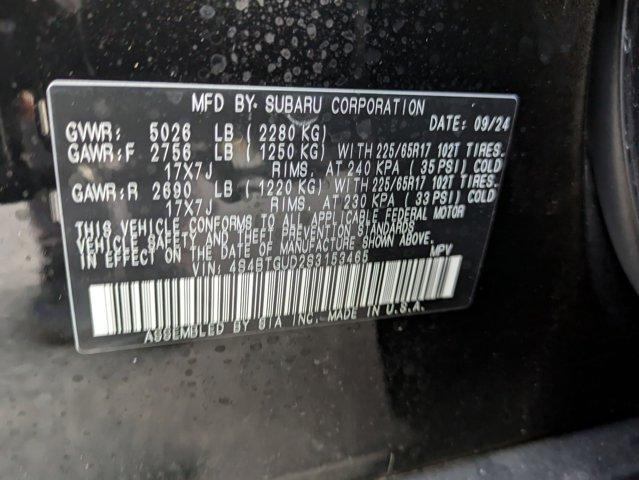 MFD BY: SUBARU CORPORATION
DATE: 09/24
GVWR: 5026 LB (2280 KG)
GAWR:F 2756 LB (1250 KG) WITH 225/65R17 102T TIRES.
17X7J RIMS. AT 240 KPA (35 PSI) COLD
GAWR:R 2690 LB (1220 KG) WITH 225/65R17 102T TIRES.
17X7J RIMS. AT 230 KPA (33 PSI) COLD
THIS VEHICLE CONFORMS TO ALL APPLICABLE FEDERAL MOTOR
VEHICLE SAFETY AND THEFT PREVENTION STANDARDS
IN EFFECT ON THE DATE OF MANUFACTURE SHOWN ABOVE.
VIN: 4S4BTGUD2S3153465 MPV
ASSEMBLED BY SIA INC. MADE IN U.S.A.